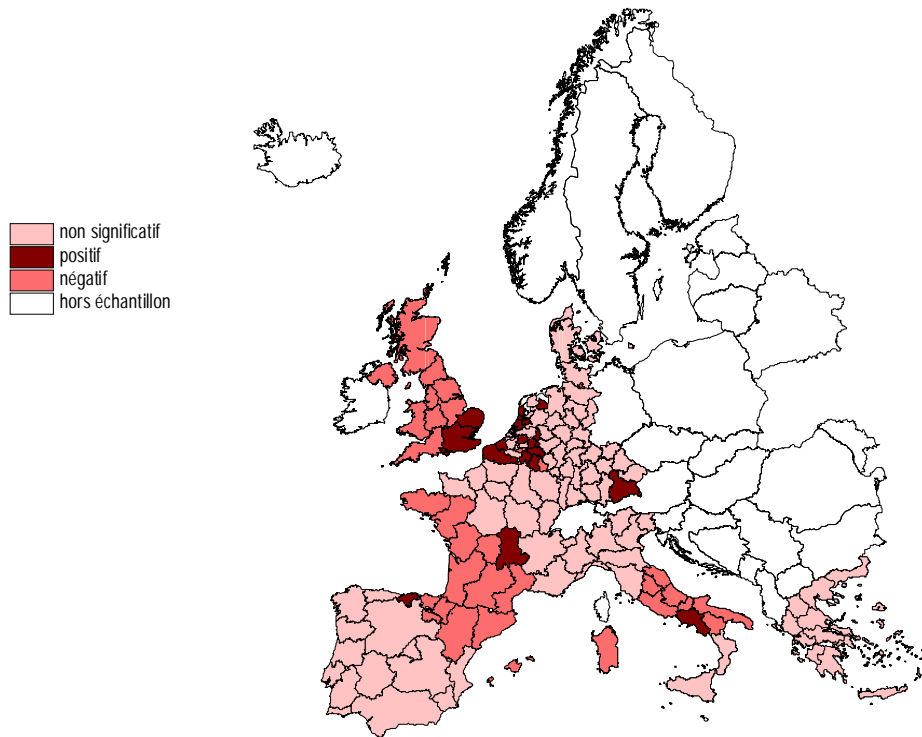 non significatif
positif
négatif
hors échantillon